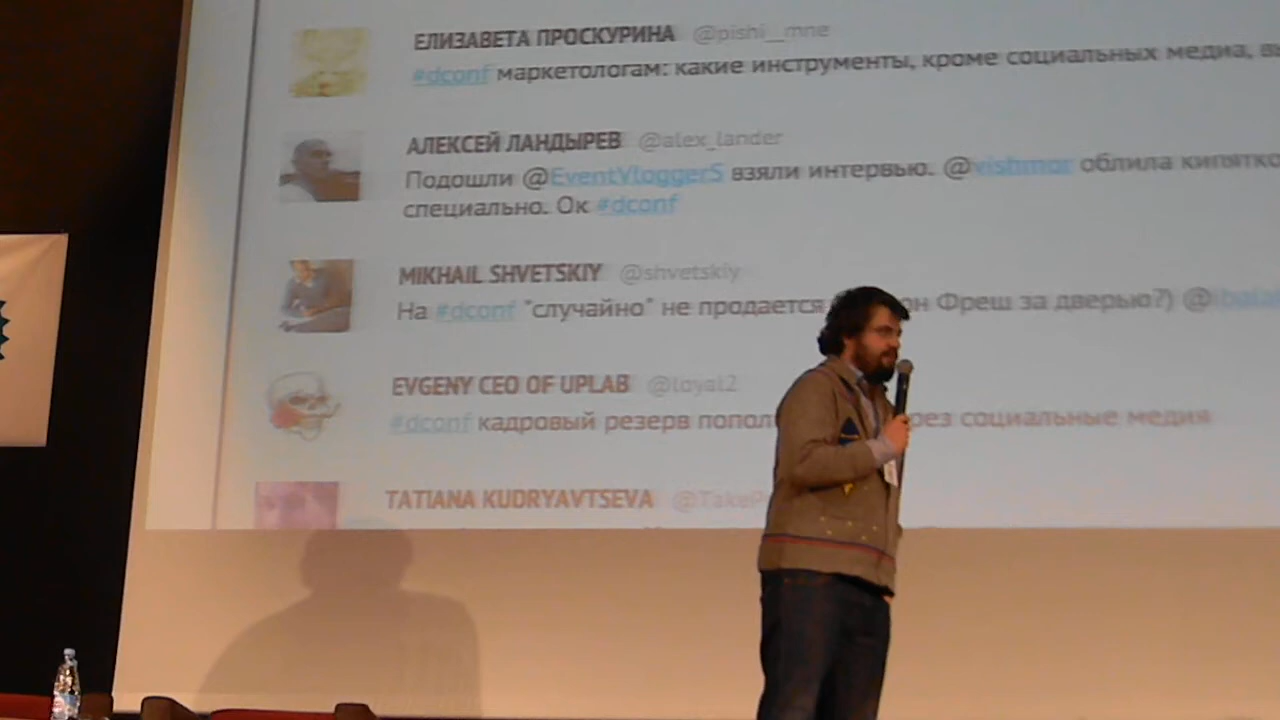 ЕЛИЗАВЕТА ПРОСКУРИНА @pishi__mne
#dconf маркетологам: какие инструменты, кроме социальных медиа,
АЛЕКСЕЙ ЛАНДЫРЕВ @alex_lander
Подошли @EventVloggerS взяли интервью. @vishmor облила
специально. Ок #dconf
MIKHAIL SHVETSKIY @shvetskiy
На #dconf "случайно" не продается Фреш за дверью?)
EVGENY CEO OF UPLAB @loyal2
#dconf кадровый резерв социальные медия
TATIANA KUDRYAVTSEVA